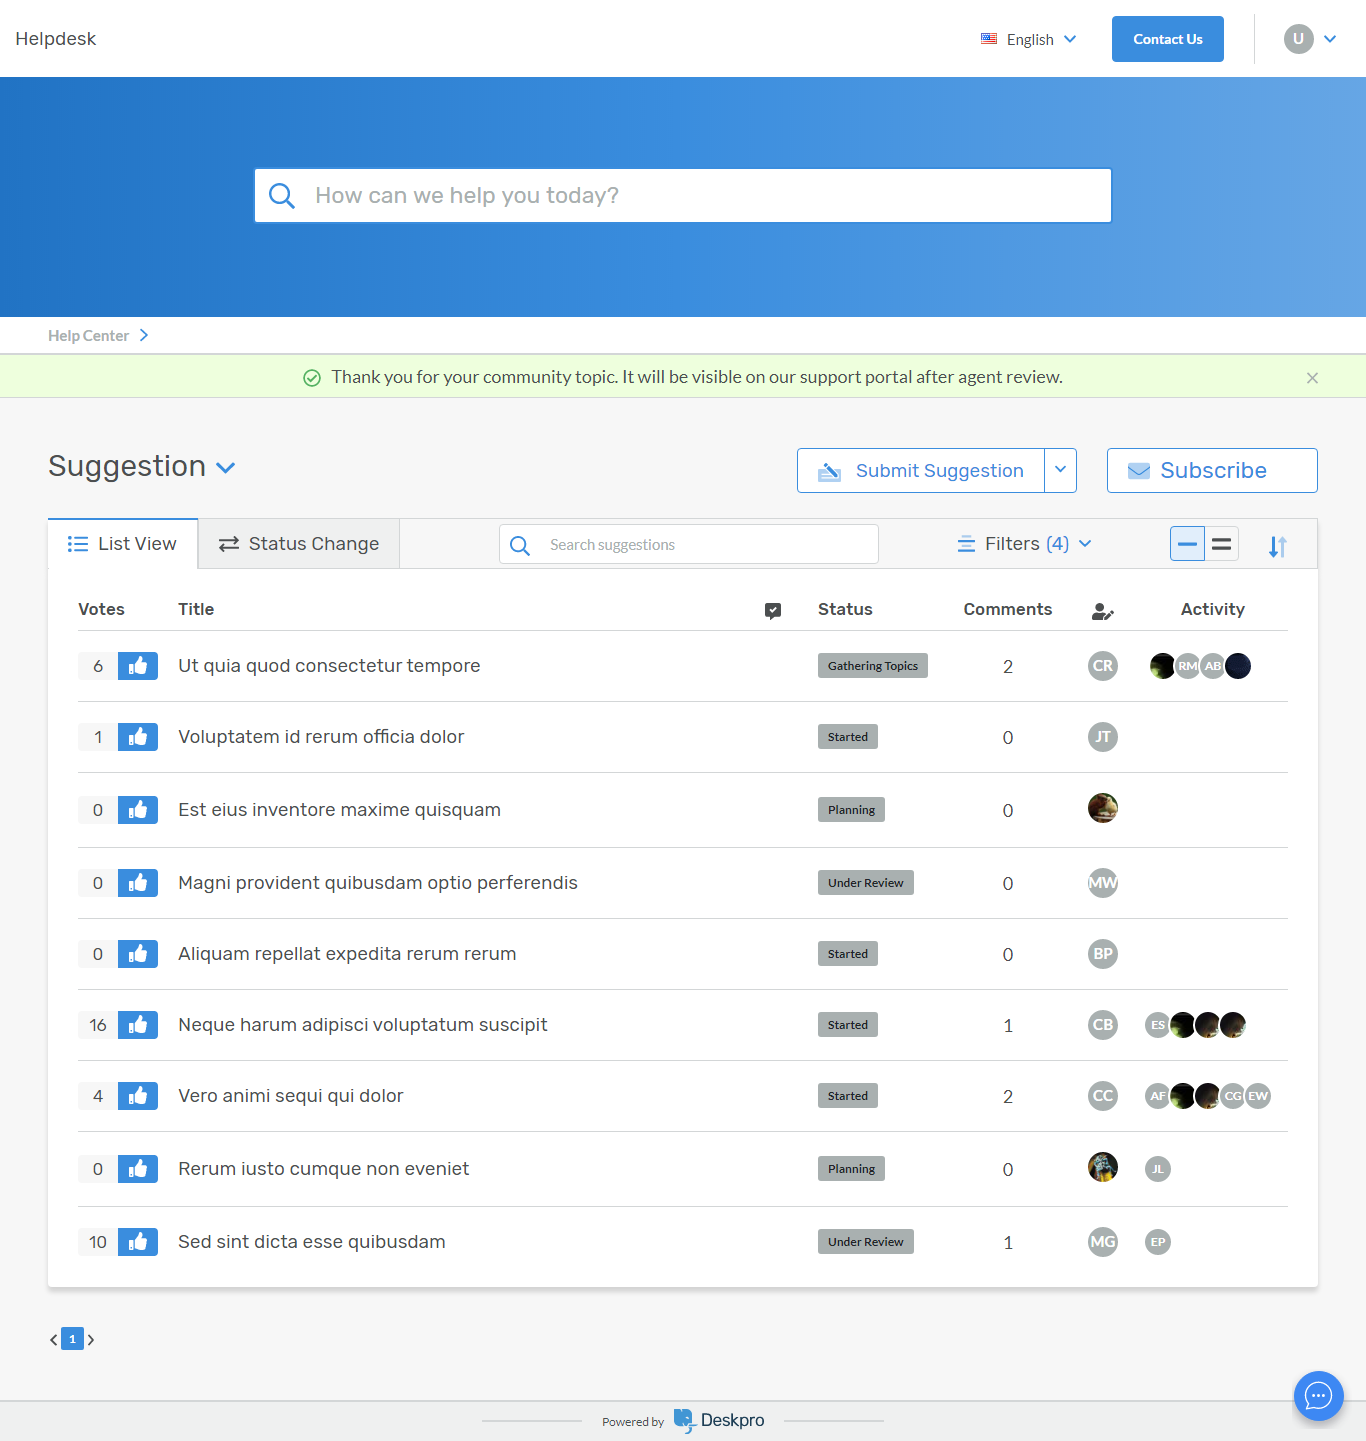 Helpdesk
English
Contact Us
U
How can we help you today?
Help Center
Thank you for your community topic. It will be visible on our support portal after agent review.
Suggestion
Submit Suggestion
Subscribe
List View
Status Change
Search suggestions
Filters (4)
Votes Title Status Comments Activity
6 Ut quia quod consectetur tempore Gathering Topics 2 CR RM AB
1 Voluptatem id rerum officia dolor Started 0 JT
0 Est eius inventore maxime quisquam Planning 0
0 Magni provident quibusdam optio perferendis Under Review 0 MW
0 Aliquam repellat expedita rerum rerum Started 0 BP
16 Neque harum adipisci voluptatum suscipit Started 1 CB ES
4 Vero animi sequi qui dolor Started 2 CC AF CG EW
0 Rerum iusto cumque non eveniet Planning 0 JL
10 Sed sint dicta esse quibusdam Under Review 1 MG EP
1
Powered by Deskpro